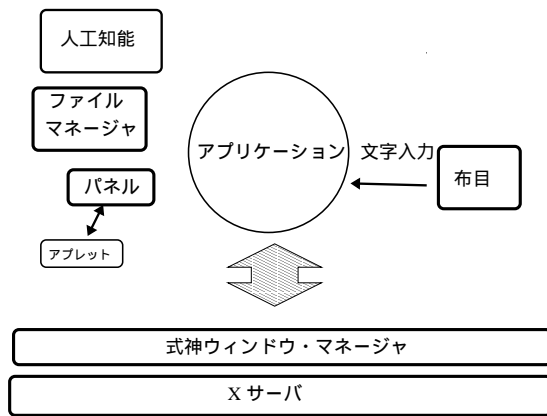 人工知能
ファイル
マネージャ
アプリケーション
文字入力
布目
パネル
アプレット
式神ウィンドウ・マネージャ
X サーバ